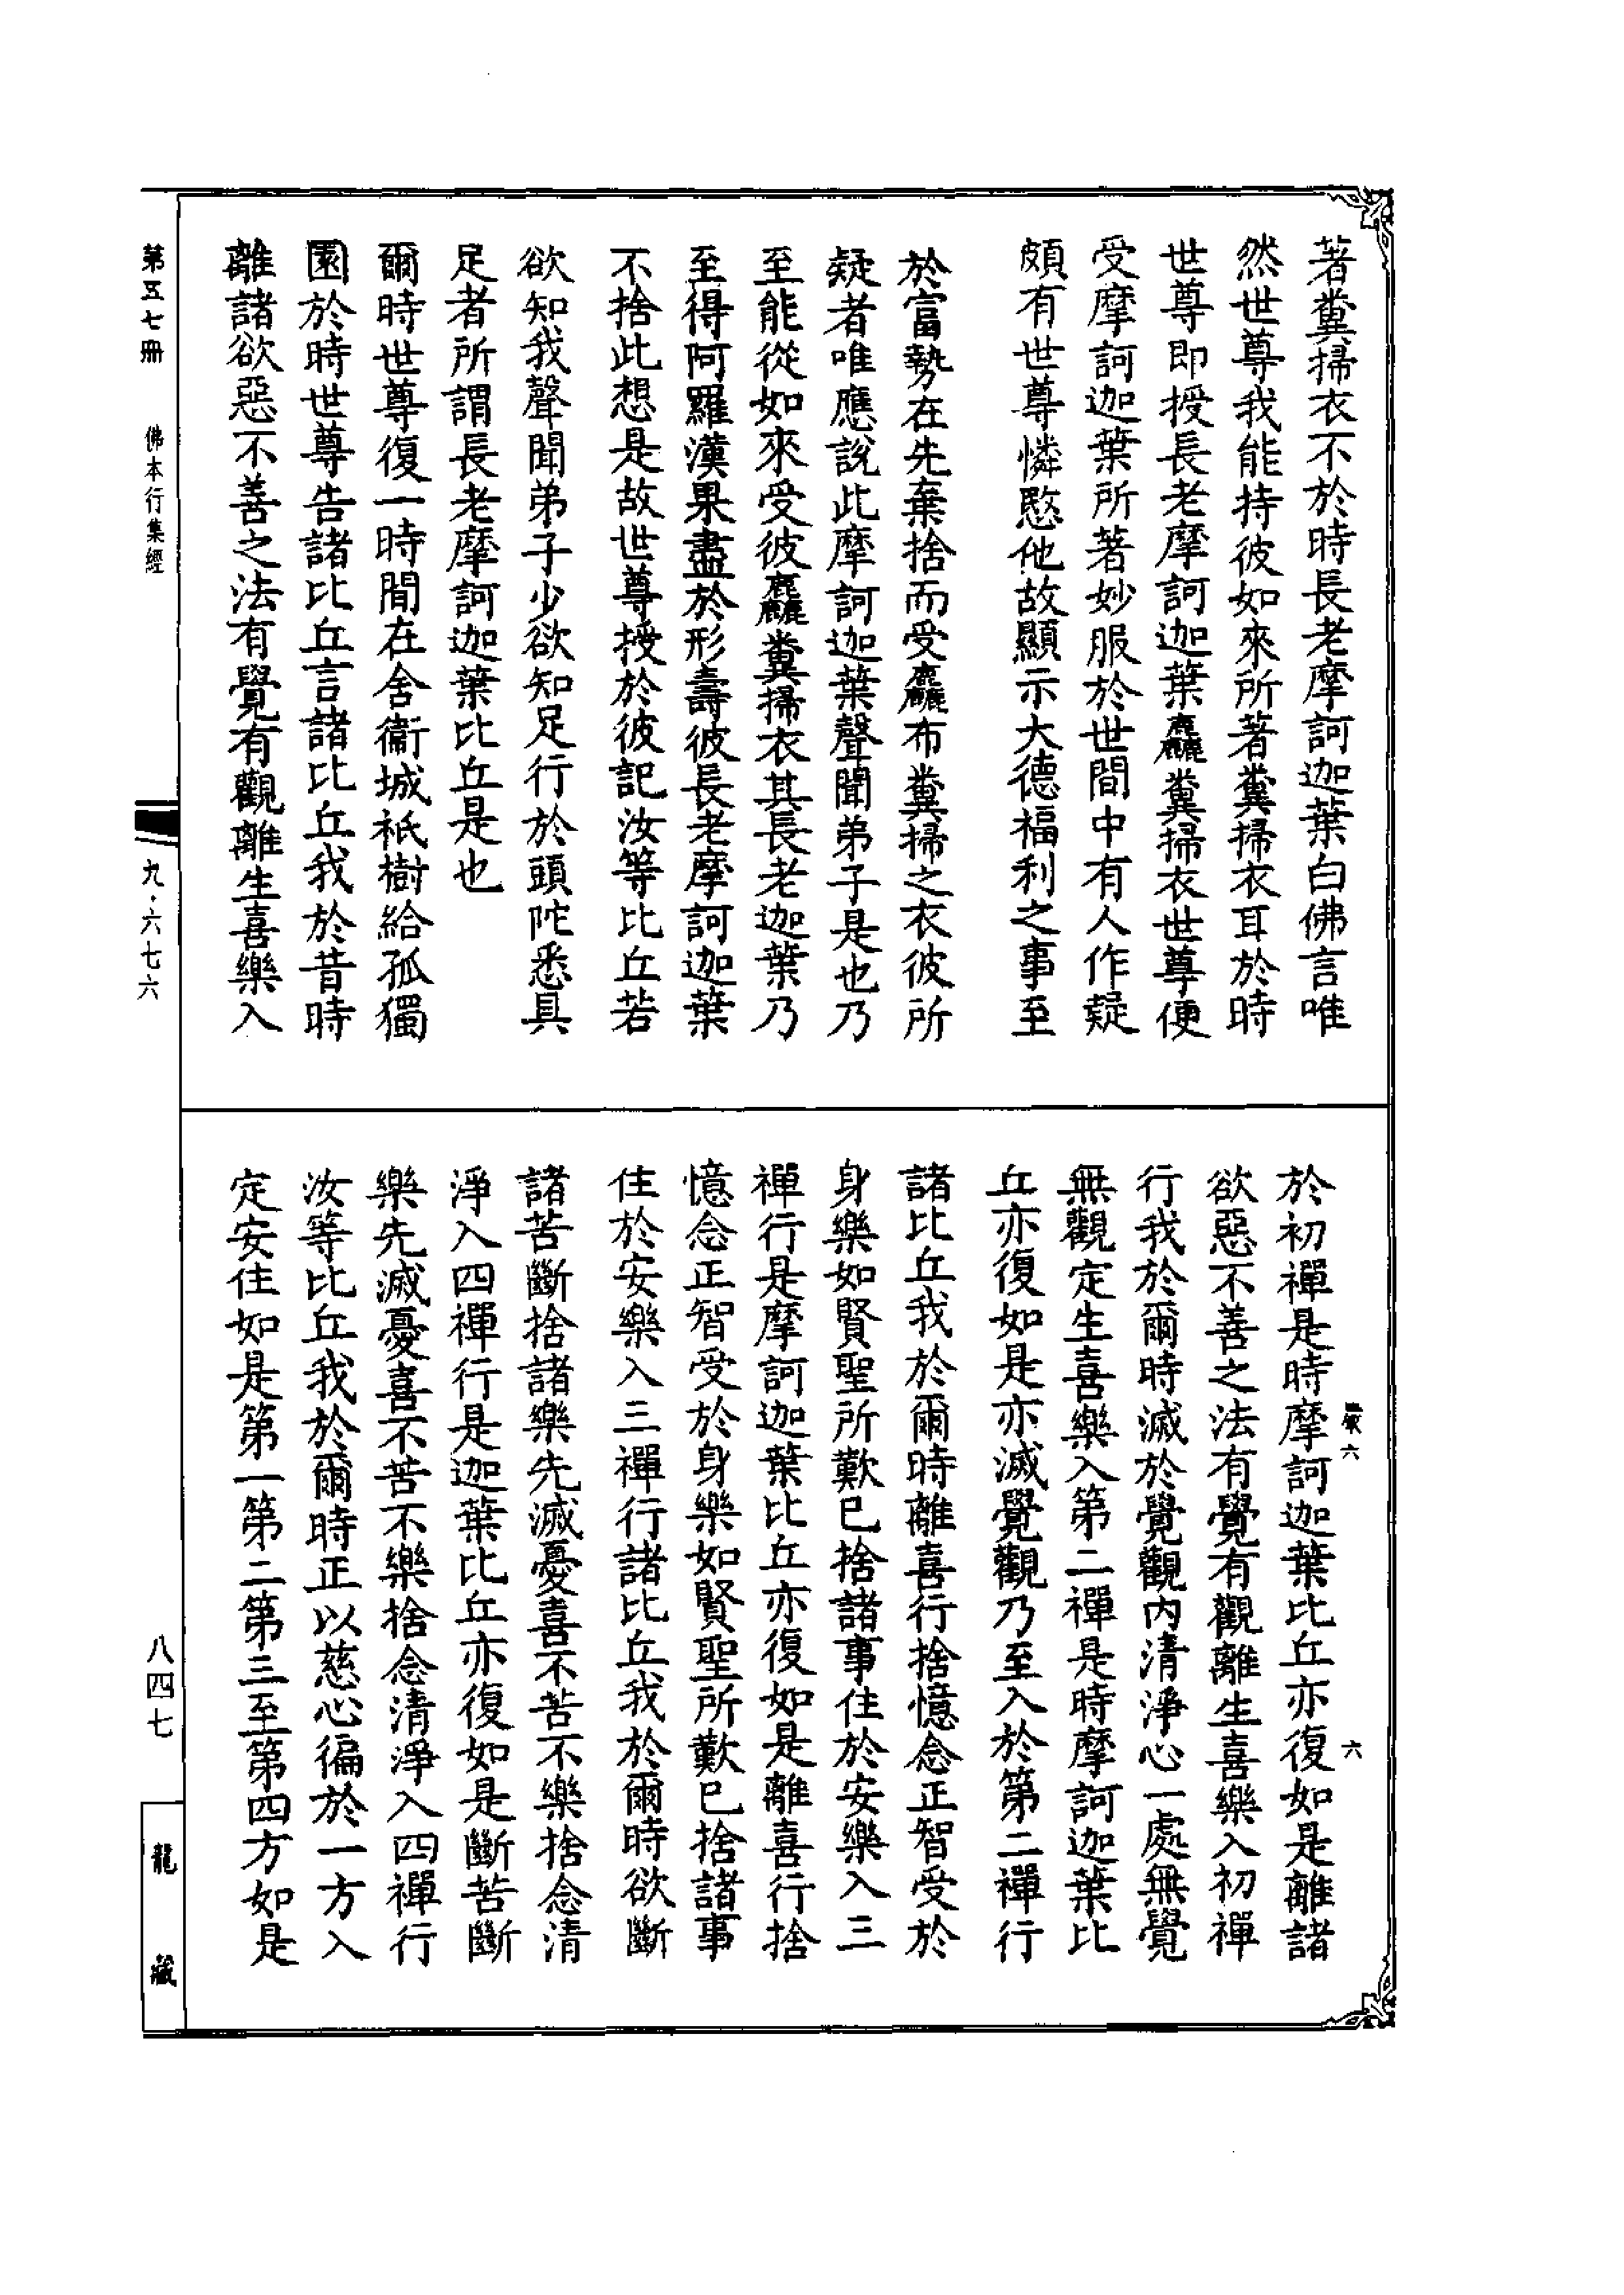 著糞掃衣不於時長老摩訶迦葉白佛言唯
然世尊我能持彼如來所著糞掃衣耳於時
世尊即授長老摩訶迦葉麤糞掃衣世尊便
受摩訶迦葉所著妙服於世間中有人作疑
頗有世尊憐愍他故顯示大德福利之事至
於富勢在先棄捨而受麤布糞掃之衣彼所
疑者唯應說此摩訶迦葉聲聞弟子是也乃
至能從如來受彼麤糞掃衣其長老迦葉乃
至得阿羅漢果盡於形壽彼長老摩訶迦葉
不捨此想是故世尊授於彼記汝等比丘若
欲知我聲聞弟子少欲知足行於頭陀悉具
足者所謂長老摩訶迦葉比丘是也
爾時世尊復一時間在舍衞城祇樹給孤獨
園於時世尊告諸比丘言諸比丘我於昔時
離諸欲惡不善之法有覺有觀離生喜樂入
於初禪是時摩訶迦葉比丘亦復如是離諸
欲惡不善之法有覺有觀離生喜樂入初禪
行我於爾時滅於覺觀內清淨心一處無覺
無觀定生喜樂入第二禪是時摩訶迦葉比
丘亦復如是亦滅覺觀乃至入於第二禪行
諸比丘我於爾時離喜行捨憶念正智受於
身樂如賢聖所歎已捨諸事住於安樂入三
禪行是摩訶迦葉比丘亦復如是離喜行捨
憶念正智受於身樂如賢聖所歎已捨諸事
住於安樂入三禪行諸比丘我於爾時欲斷
諸苦斷捨諸樂先滅憂喜不苦不樂捨念清
淨入四禪行是迦葉比丘亦復如是斷苦斷
樂先滅憂喜不苦不樂捨念清淨入四禪行
汝等比丘我於爾時正以慈心徧於一方入
定安住如是第一第二第三至第四方如是
六
六
第五七冊 佛本行集經
九·六七六
八四七
龍藏